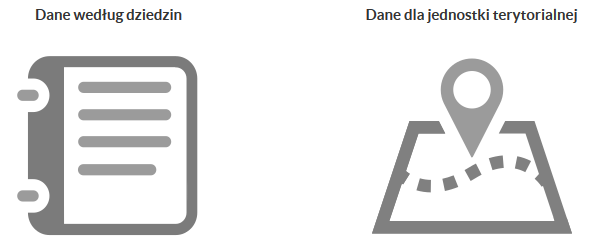 Dane według dziedzin
Dane dla jednostki terytorialnej